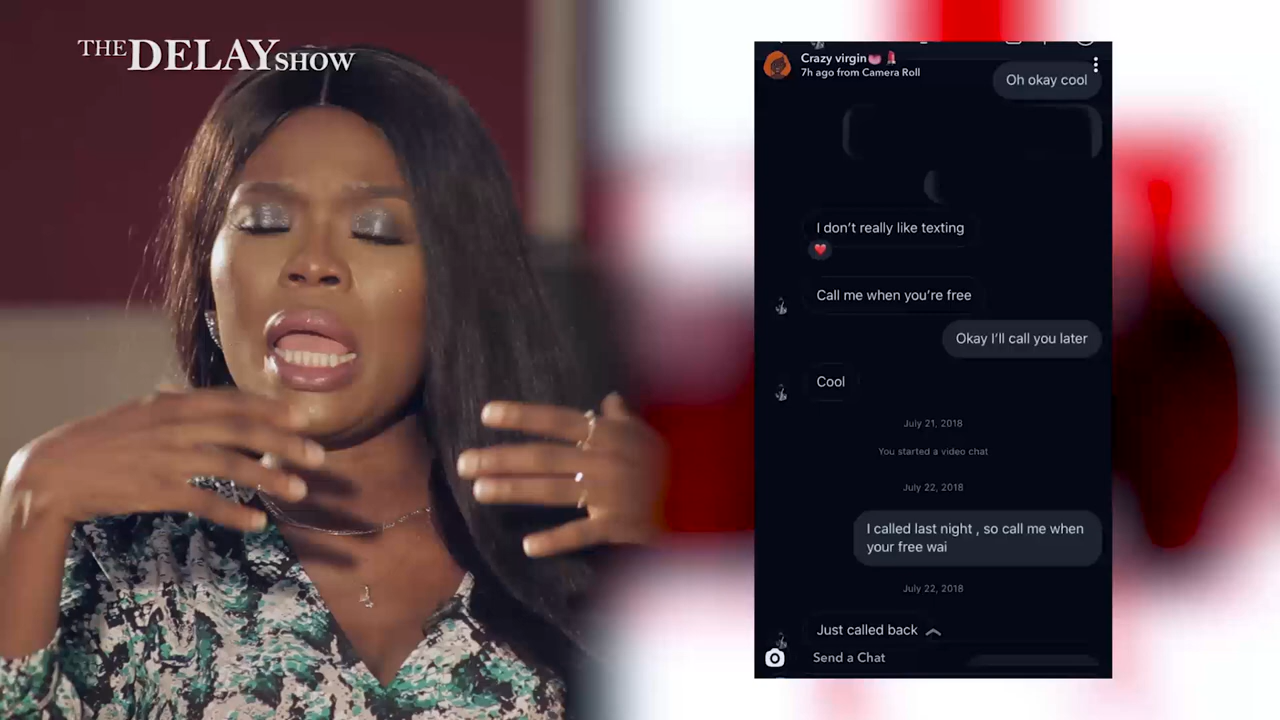 THE DELAY SHOW
Crazy virgin
7h ago from Camera Roll
Oh okay cool
I don’t really like texting
Call me when you’re free
Okay I’ll call you later
Cool
July 21, 2018
You started a video chat
July 22, 2018
I called last night , so call me when
your free wai
July 22, 2018
Just called back
Send a Chat